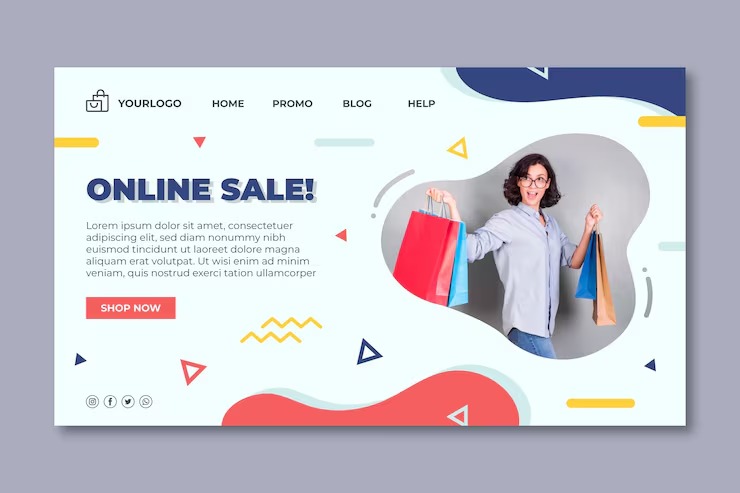 YOURLOGO HOME PROMO BLOG HELP
ONLINE SALE!
Lorem ipsum dolor sit amet, consectetuer
adipiscing elit, sed diam nonummy nibh
euismod tincidunt ut laoreet dolore magna
aliquam erat volutpat. Ut wisi enim ad minim
veniam, quis nostrud exerci tation ullamcorper
SHOP NOW